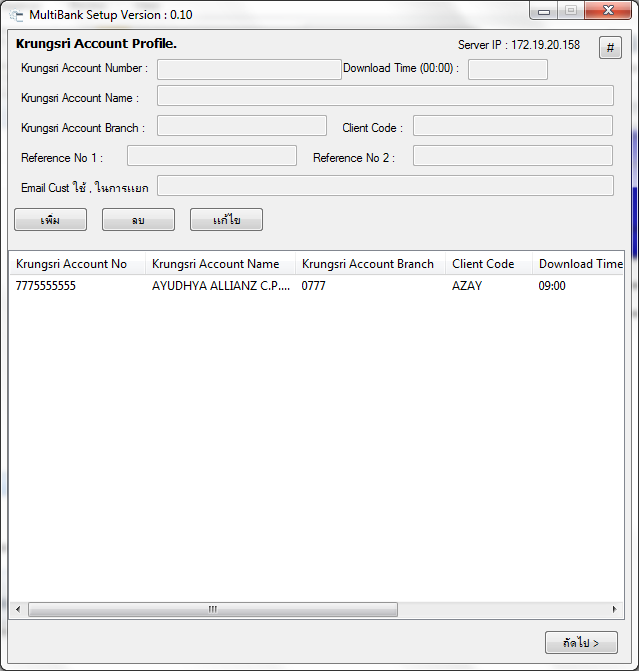 MultiBank Setup Version : 0.10
Krungsri Account Profile.
Server IP : 172.19.20.158
#
Krungsri Account Number :
Download Time (00:00) :
Krungsri Account Name :
Krungsri Account Branch :
Client Code :
Reference No 1 :
Reference No 2 :
Email Cust ใช้ , ในการแยก
เพิ่ม
ลบ
แก้ไข
Krungsri Account No Krungsri Account Name Krungsri Account Branch Client Code Download Time
7775555555 AYUDHYA ALLIANZ C.P.... 0777 AZAY 09:00
ถัดไป >